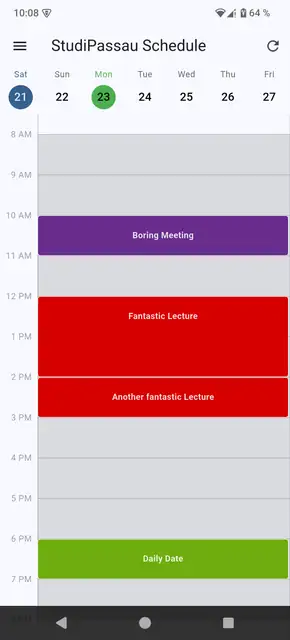 10:08 64 %
StudiPassau Schedule
Sat Sun Mon Tue Wed Thu Fri
21 22 23 24 25 26 27
8 AM
9 AM
10 AM
Boring Meeting
11 AM
12 PM
Fantastic Lecture
1 PM
2 PM
Another fantastic Lecture
3 PM
4 PM
5 PM
6 PM
Daily Date
7 PM